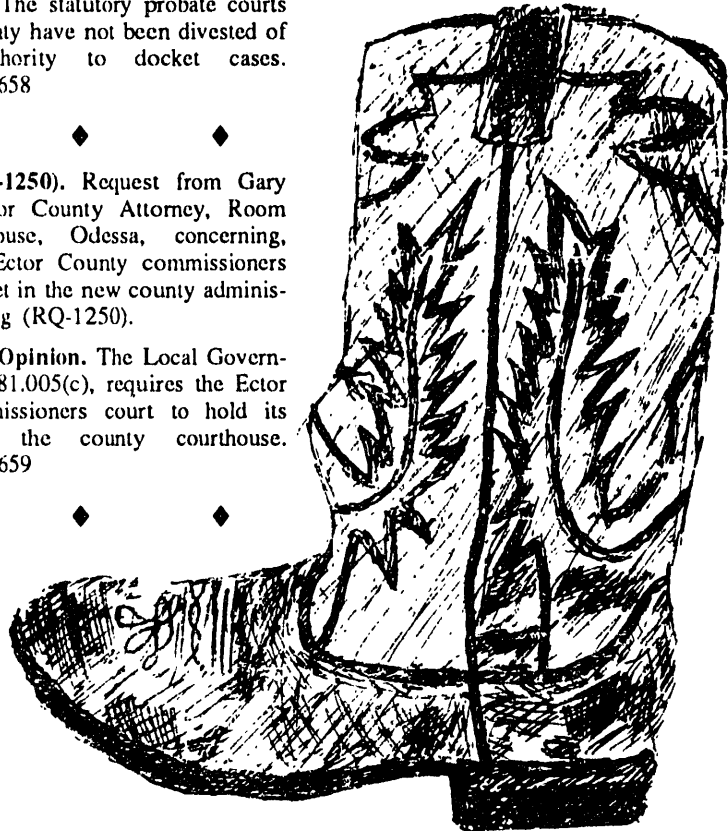 The statutory probate courts
nty have not been divested of
hority to docket cases.
658
-1250). Request from Gary
or County Attorney, Room
ouse, Odessa, concerning,
Ector County commissioners
et in the new county adminis-
g (RQ-1250).
Opinion. The Local Govern-
81.005(c), requires the Ector
missioners court to hold its
the county courthouse.
659